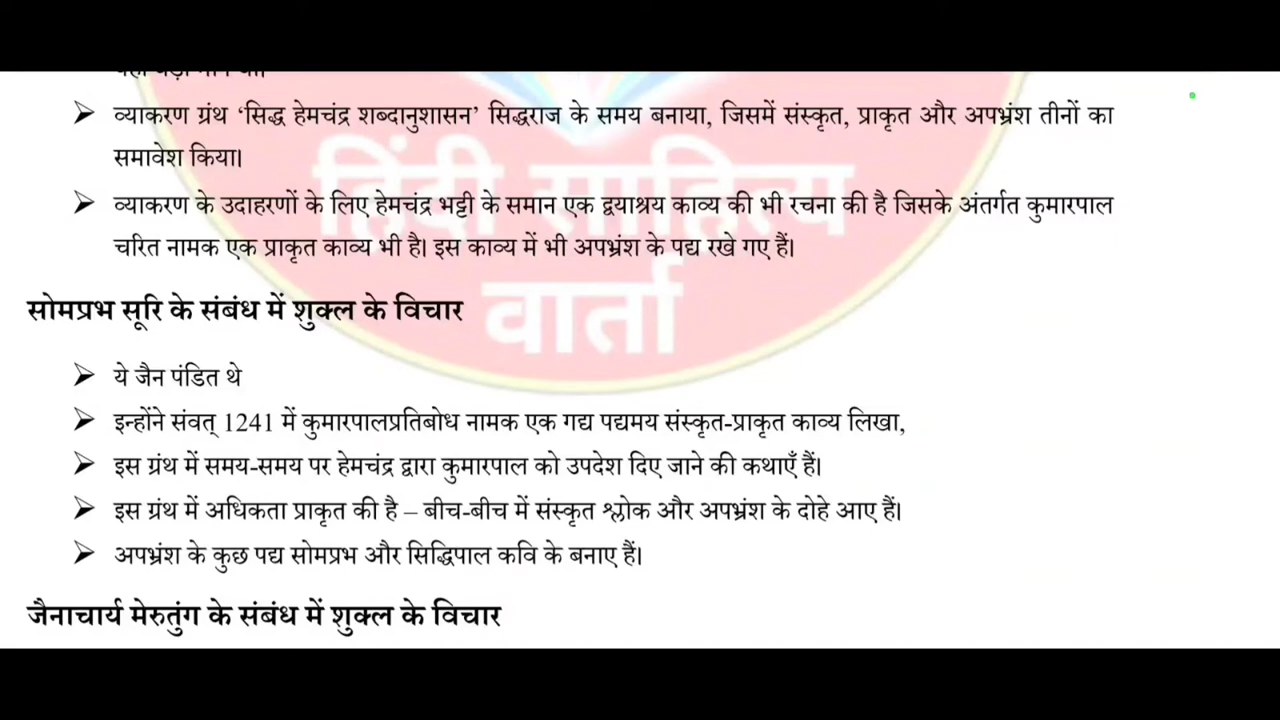 ➢ व्याकरण ग्रंथ ‘सिद्ध हेमचंद्र शब्दानुशासन’ सिद्धराज के समय बनाया, जिसमें संस्कृत, प्राकृत और अपभ्रंश तीनों का
समावेश किया।
➢ व्याकरण के उदाहरणों के लिए हेमचंद्र भट्टी के समान एक द्वयाश्रय काव्य की भी रचना की है जिसके अंतर्गत कुमारपाल
चरित नामक एक प्राकृत काव्य भी है। इस काव्य में भी अपभ्रंश के पद्य रखे गए हैं।
हिंदी साहित्य
वार्ता
सोमप्रभ सूरि के संबंध में शुक्ल के विचार
➢ ये जैन पंडित थे
➢ इन्होंने संवत् 1241 में कुमारपालप्रतिबोध नामक एक गद्य पद्यमय संस्कृत-प्राकृत काव्य लिखा,
➢ इस ग्रंथ में समय-समय पर हेमचंद्र द्वारा कुमारपाल को उपदेश दिए जाने की कथाएँ हैं।
➢ इस ग्रंथ में अधिकता प्राकृत की है – बीच-बीच में संस्कृत श्लोक और अपभ्रंश के दोहे आए हैं।
➢ अपभ्रंश के कुछ पद्य सोमप्रभ और सिद्धिपाल कवि के बनाए हैं।
जैनाचार्य मेरुतुंग के संबंध में शुक्ल के विचार